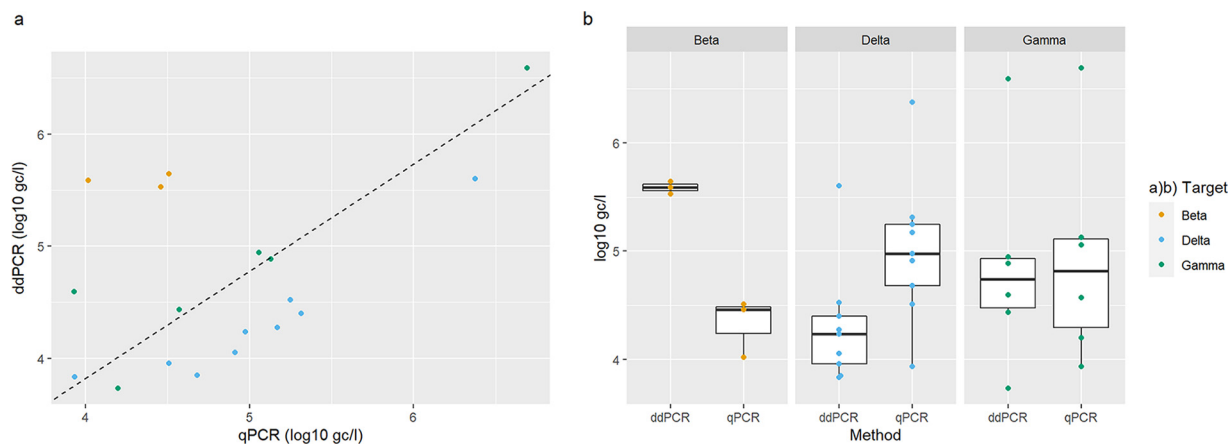 a
ddPCR (log10 gc/l)
6
5
4
4 5 6
qPCR (log10 gc/l)
b
Beta Delta Gamma
log10 gc/l
6
5
4
ddPCR qPCR ddPCR qPCR ddPCR qPCR
Method
a)b) Target
Beta
Delta
Gamma